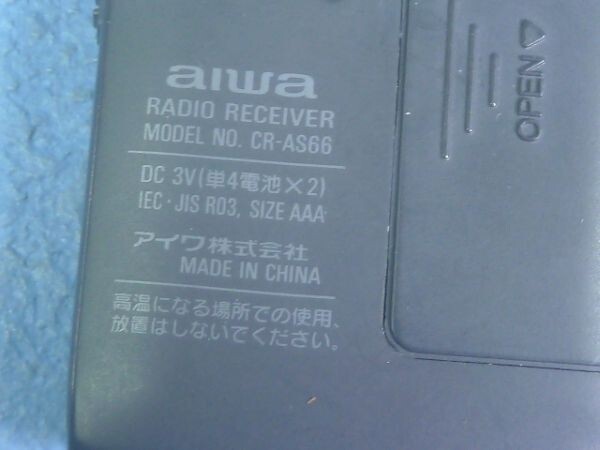 aiwa
RADIO RECEIVER
MODEL NO. CR-AS66
DC 3V(単4電池×2)
IEC・JIS R03, SIZE AAA
アイワ株式会社
MADE IN CHINA
高温になる場所での使用、
放置はしないでください。
OPEN